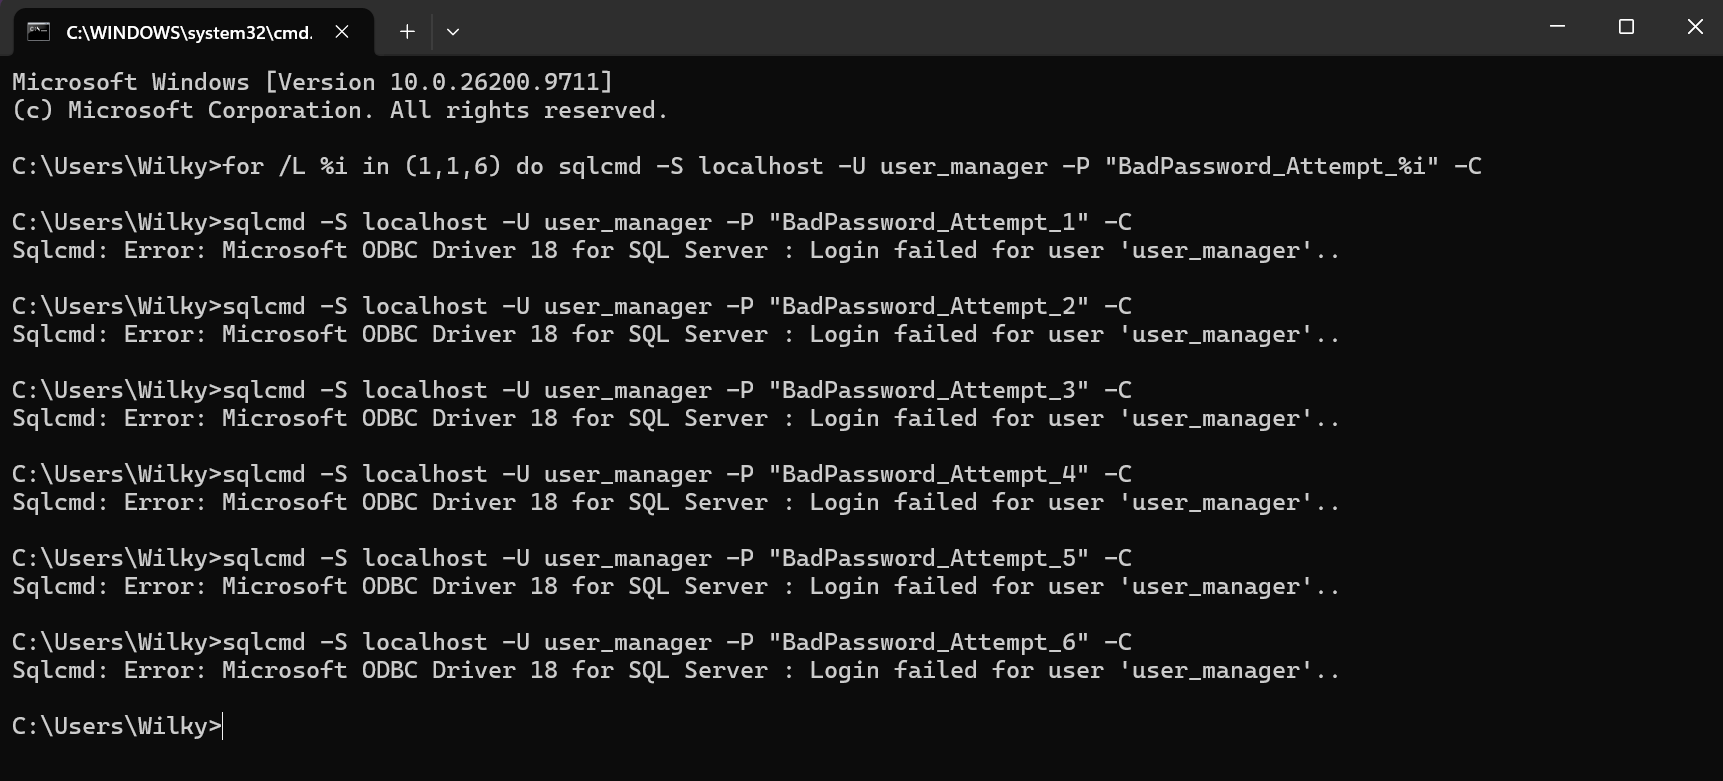 C:\WINDOWS\system32\cmd.
Microsoft Windows [Version 10.0.26200.9711]
(c) Microsoft Corporation. All rights reserved.
C:\Users\Wilky>for /L %i in (1,1,6) do sqlcmd -S localhost -U user_manager -P "BadPassword_Attempt_%i" -C
C:\Users\Wilky>sqlcmd -S localhost -U user_manager -P "BadPassword_Attempt_1" -C
Sqlcmd: Error: Microsoft ODBC Driver 18 for SQL Server : Login failed for user 'user_manager'..
C:\Users\Wilky>sqlcmd -S localhost -U user_manager -P "BadPassword_Attempt_2" -C
Sqlcmd: Error: Microsoft ODBC Driver 18 for SQL Server : Login failed for user 'user_manager'..
C:\Users\Wilky>sqlcmd -S localhost -U user_manager -P "BadPassword_Attempt_3" -C
Sqlcmd: Error: Microsoft ODBC Driver 18 for SQL Server : Login failed for user 'user_manager'..
C:\Users\Wilky>sqlcmd -S localhost -U user_manager -P "BadPassword_Attempt_4" -C
Sqlcmd: Error: Microsoft ODBC Driver 18 for SQL Server : Login failed for user 'user_manager'..
C:\Users\Wilky>sqlcmd -S localhost -U user_manager -P "BadPassword_Attempt_5" -C
Sqlcmd: Error: Microsoft ODBC Driver 18 for SQL Server : Login failed for user 'user_manager'..
C:\Users\Wilky>sqlcmd -S localhost -U user_manager -P "BadPassword_Attempt_6" -C
Sqlcmd: Error: Microsoft ODBC Driver 18 for SQL Server : Login failed for user 'user_manager'..
C:\Users\Wilky>